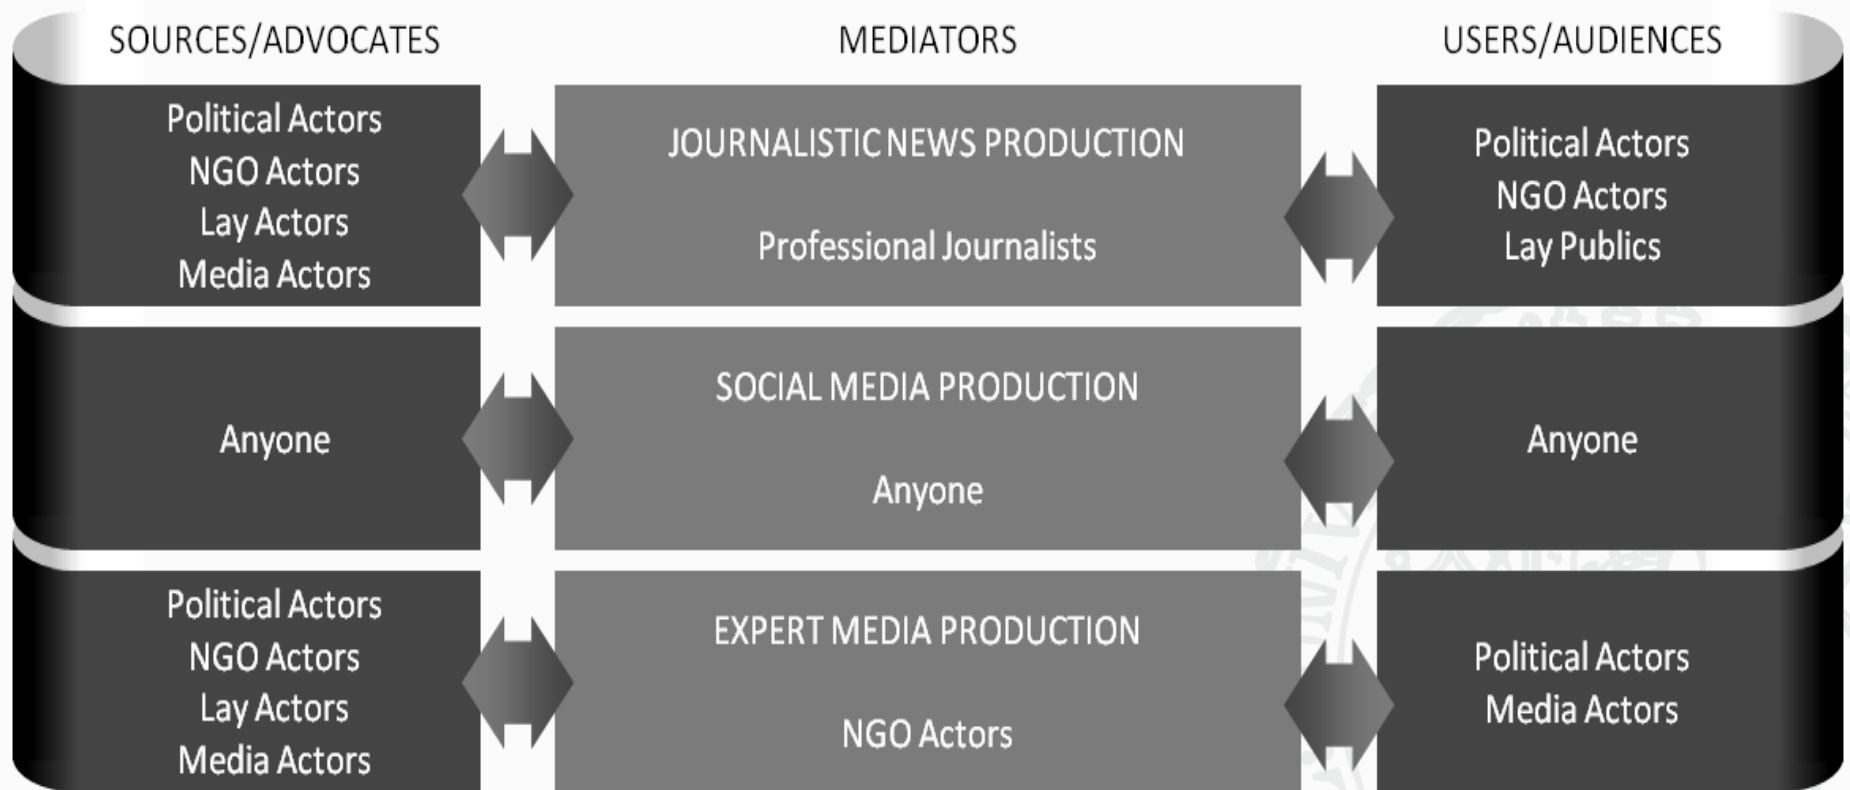 SOURCES/ADVOCATES
MEDIATORS
USERS/AUDIENCES
Political Actors
NGO Actors
Lay Actors
Media Actors
JOURNALISTIC NEWS PRODUCTION
Professional Journalists
Political Actors
NGO Actors
Lay Publics
Anyone
SOCIAL MEDIA PRODUCTION
Anyone
Anyone
Political Actors
NGO Actors
Lay Actors
Media Actors
EXPERT MEDIA PRODUCTION
NGO Actors
Political Actors
Media Actors